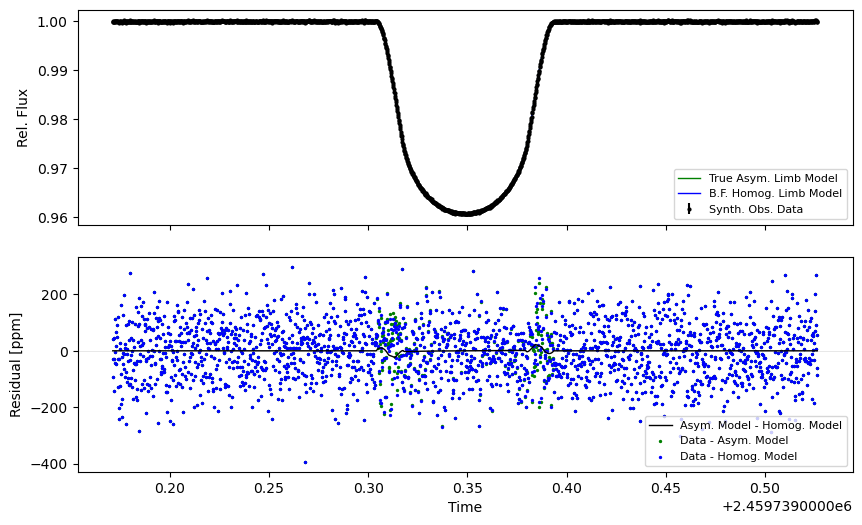 1.00
0.99
0.98
0.97
0.96
Rel. Flux
True Asym. Limb Model
B.F. Homog. Limb Model
Synth. Obs. Data
200
0
−200
−400
Residual [ppm]
Asym. Model - Homog. Model
Data - Asym. Model
Data - Homog. Model
0.20
0.25
0.30
0.35
0.40
0.45
0.50
Time
+2.4597390000e6